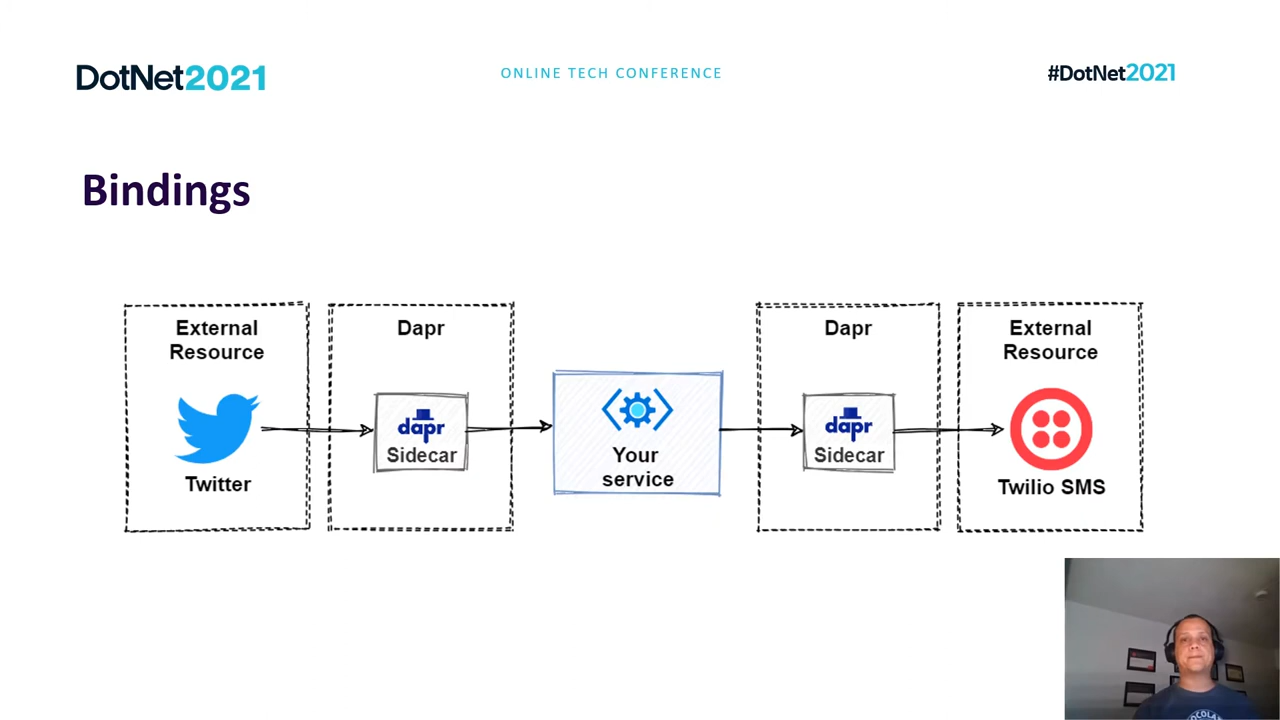 DotNet2021
ONLINE TECH CONFERENCE
#DotNet2021
Bindings
External
Resource
Twitter
Dapr
dapr
Sidecar
Your
service
Dapr
dapr
Sidecar
External
Resource
Twilio SMS